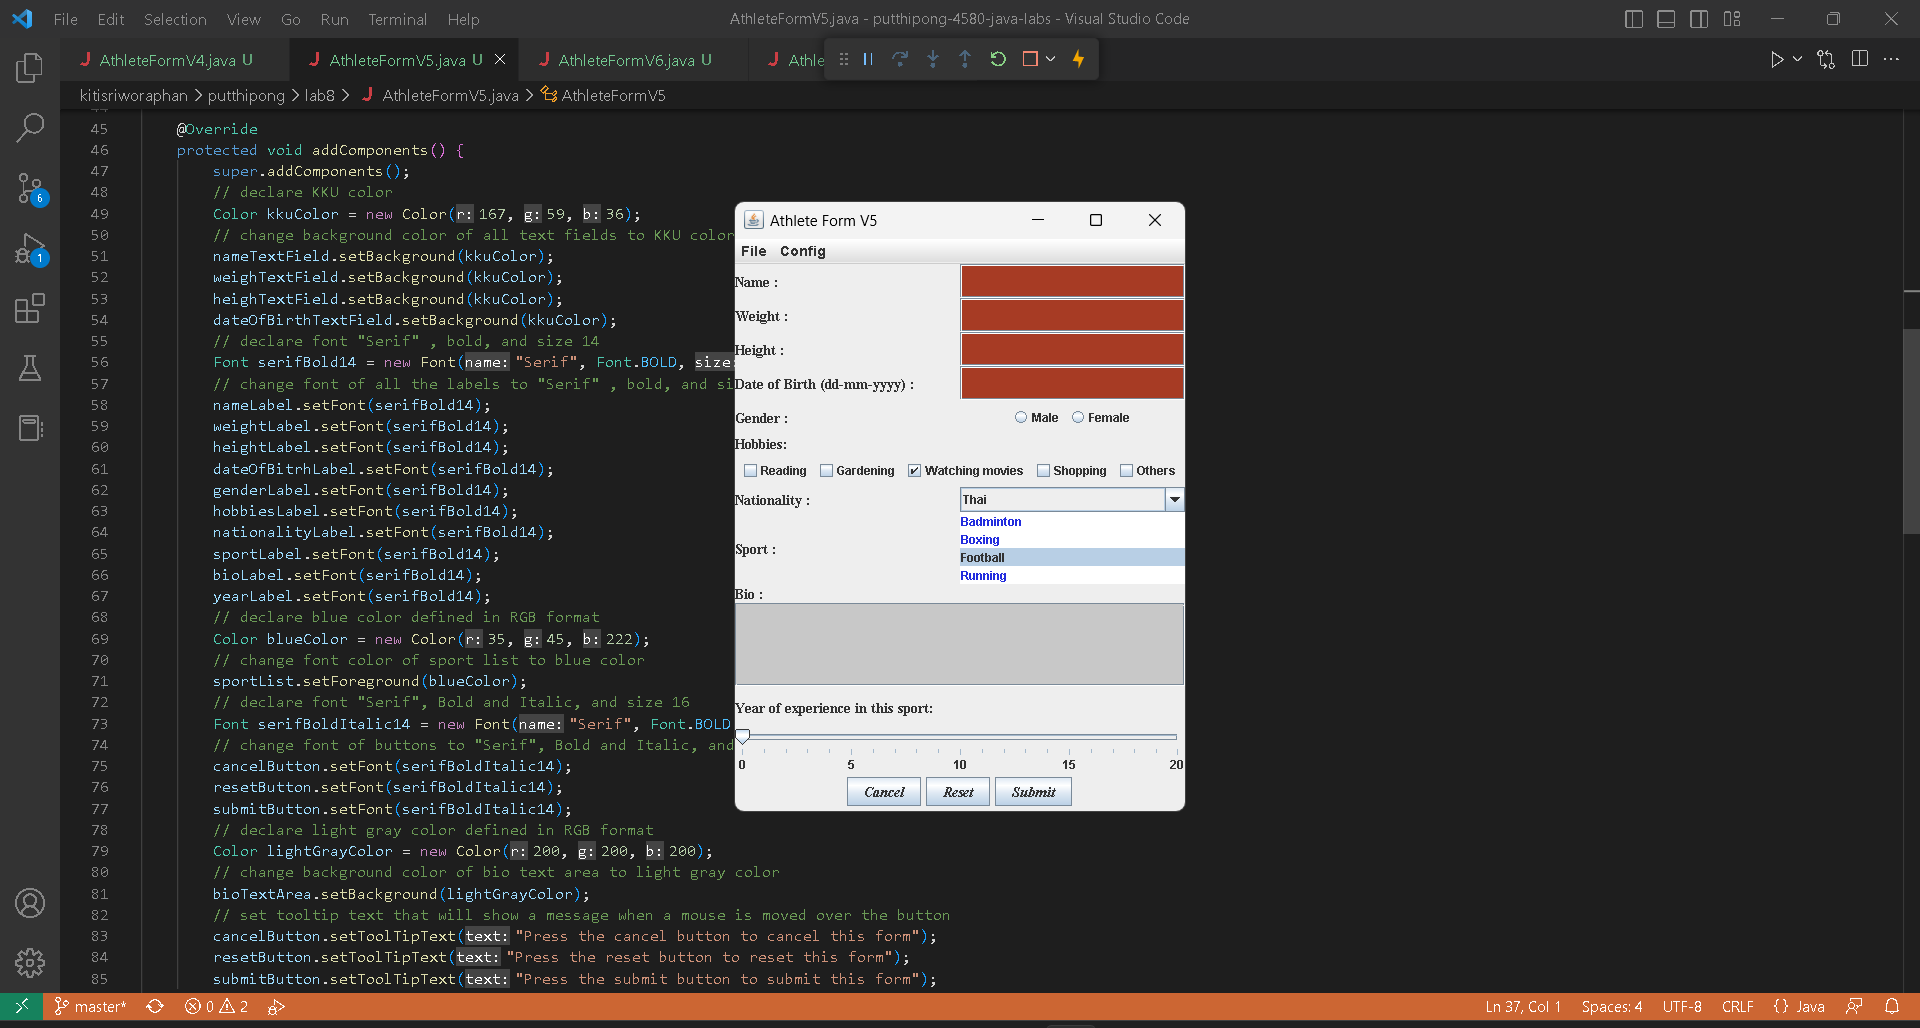 File Edit Selection View Go Run Terminal Help
AthleteFormV5.java - putthipong-4580-java-labs - Visual Studio Code
AthleteFormV4.java U
AthleteFormV5.java U
AthleteFormV6.java U
Athle
kitisriworaphan > putthipong > lab8 > AthleteFormV5.java > AthleteFormV5
45 @Override
46 protected void addComponents() {
47 super.addComponents();
48 // declare KKU color
49 Color kkuColor = new Color(r: 167, g: 59, b: 36);
50 // change background color of all text fields to KKU color
51 nameTextField.setBackground(kkuColor);
52 weighTextField.setBackground(kkuColor);
53 heighTextField.setBackground(kkuColor);
54 dateOfBirthTextField.setBackground(kkuColor);
55 // declare font "Serif" , bold, and size 14
56 Font serifBold14 = new Font(name: "Serif", Font.BOLD, size:
57 // change font of all the labels to "Serif" , bold, and si
58 nameLabel.setFont(serifBold14);
59 weightLabel.setFont(serifBold14);
60 heightLabel.setFont(serifBold14);
61 dateOfBitrhLabel.setFont(serifBold14);
62 genderLabel.setFont(serifBold14);
63 hobbiesLabel.setFont(serifBold14);
64 nationalityLabel.setFont(serifBold14);
65 sportLabel.setFont(serifBold14);
66 bioLabel.setFont(serifBold14);
67 yearLabel.setFont(serifBold14);
68 // declare blue color defined in RGB format
69 Color blueColor = new Color(r: 35, g: 45, b: 222);
70 // change font color of sport list to blue color
71 sportList.setForeground(blueColor);
72 // declare font "Serif", Bold and Italic, and size 16
73 Font serifBoldItalic14 = new Font(name: "Serif", Font.BOLD
74 // change font of buttons to "Serif", Bold and Italic, and
75 cancelButton.setFont(serifBoldItalic14);
76 resetButton.setFont(serifBoldItalic14);
77 submitButton.setFont(serifBoldItalic14);
78 // declare light gray color defined in RGB format
79 Color lightGrayColor = new Color(r: 200, g: 200, b: 200);
80 // change background color of bio text area to light gray color
81 bioTextArea.setBackground(lightGrayColor);
82 // set tooltip text that will show a message when a mouse is moved over the button
83 cancelButton.setToolTipText(text: "Press the cancel button to cancel this form");
84 resetButton.setToolTipText(text: "Press the reset button to reset this form");
85 submitButton.setToolTipText(text: "Press the submit button to submit this form");
Athlete Form V5
File Config
Name :
Weight :
Height :
Date of Birth (dd-mm-yyyy) :
Gender : Male Female
Hobbies:
Reading Gardening Watching movies Shopping Others
Nationality : Thai
Badminton
Boxing
Sport :
Football
Running
Bio :
Year of experience in this sport:
0 5 10 15 20
Cancel Reset Submit
6
1
master* 0 2
Ln 37, Col 1 Spaces: 4 UTF-8 CRLF {} Java